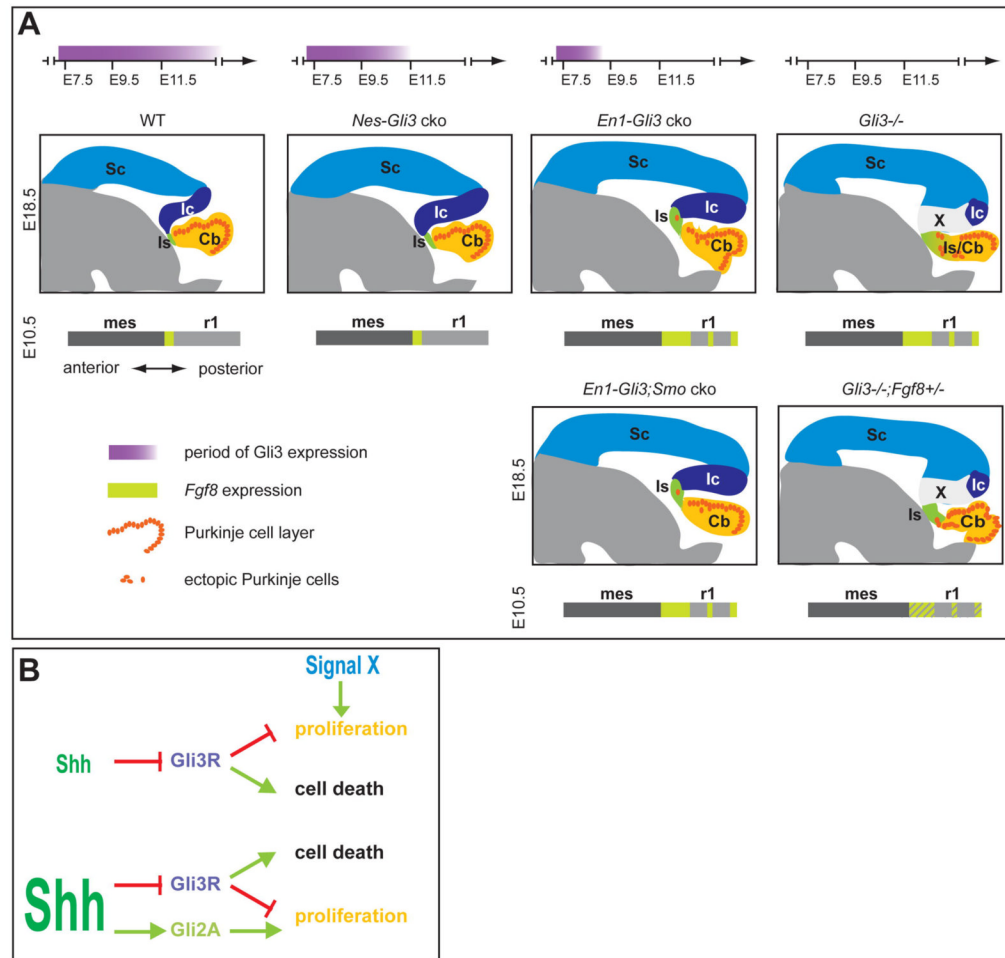 A
E7.5 E9.5 E11.5
E7.5 E9.5 E11.5
E7.5 E9.5 E11.5
E7.5 E9.5 E11.5
WT
Nes-Gli3 cko
En1-Gli3 cko
Gli3-/-
E18.5
Sc
Ic
Is
Cb
Sc
Ic
Is
Cb
Sc
Is
Ic
Cb
Sc
X
Ic
Is/Cb
E10.5
mes r1
mes r1
mes r1
mes r1
anterior posterior
En1-Gli3;Smo cko
Gli3-/-;Fgf8+/-
period of Gli3 expression
Fgf8 expression
Purkinje cell layer
ectopic Purkinje cells
E18.5
Sc
Is
Ic
Cb
Sc
X
Ic
Is
Cb
E10.5
mes r1
mes r1
B
Signal X
proliferation
Shh Gli3R
cell death
cell death
Shh Gli3R
Gli2A proliferation